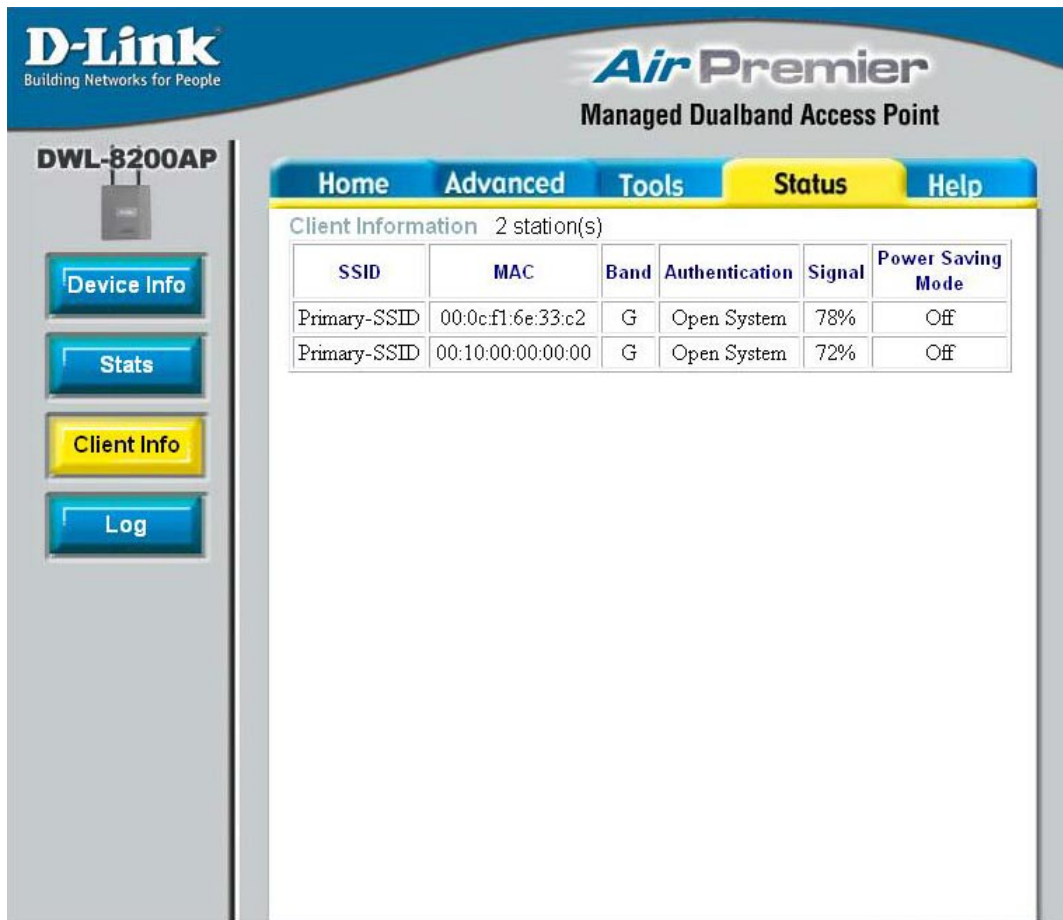 D-Link
Building Networks for People
Air Premier
Managed Dualband Access Point
DWL-8200AP
Home Advanced Tools Status Help
Device Info
Stats
Client Info
Log
Client Information 2 station(s)
SSID MAC Band Authentication Signal Power Saving Mode
Primary-SSID 00:0c:f1:6e:33:c2 G Open System 78% Off
Primary-SSID 00:10:00:00:00:00 G Open System 72% Off